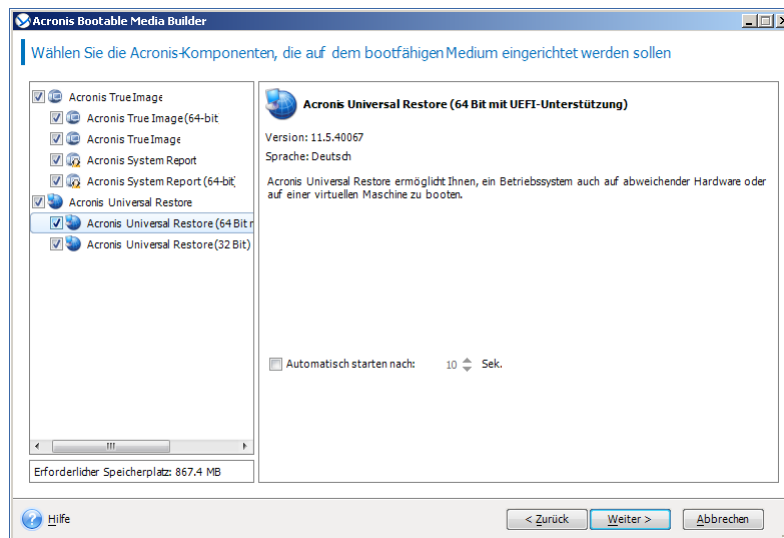 Acronis Bootable Media Builder
Wählen Sie die Acronis-Komponenten, die auf dem bootfähigen Medium eingerichtet werden sollen
Acronis True Image
Acronis True Image (64-bit
Acronis True Image
Acronis System Report
Acronis System Report (64-bit)
Acronis Universal Restore
Acronis Universal Restore (64 Bit m
Acronis Universal Restore (32 Bit)
Erforderlicher Speicherplatz: 867.4 MB
Acronis Universal Restore (64 Bit mit UEFI-Unterstützung)
Version: 11.5.40067
Sprache: Deutsch
Acronis Universal Restore ermöglicht Ihnen, ein Betriebssystem auch auf abweichender Hardware oder
auf einer virtuellen Maschine zu booten.
Automatisch starten nach: 10 Sek.
Hilfe
< Zurück
Weiter >
Abbrechen